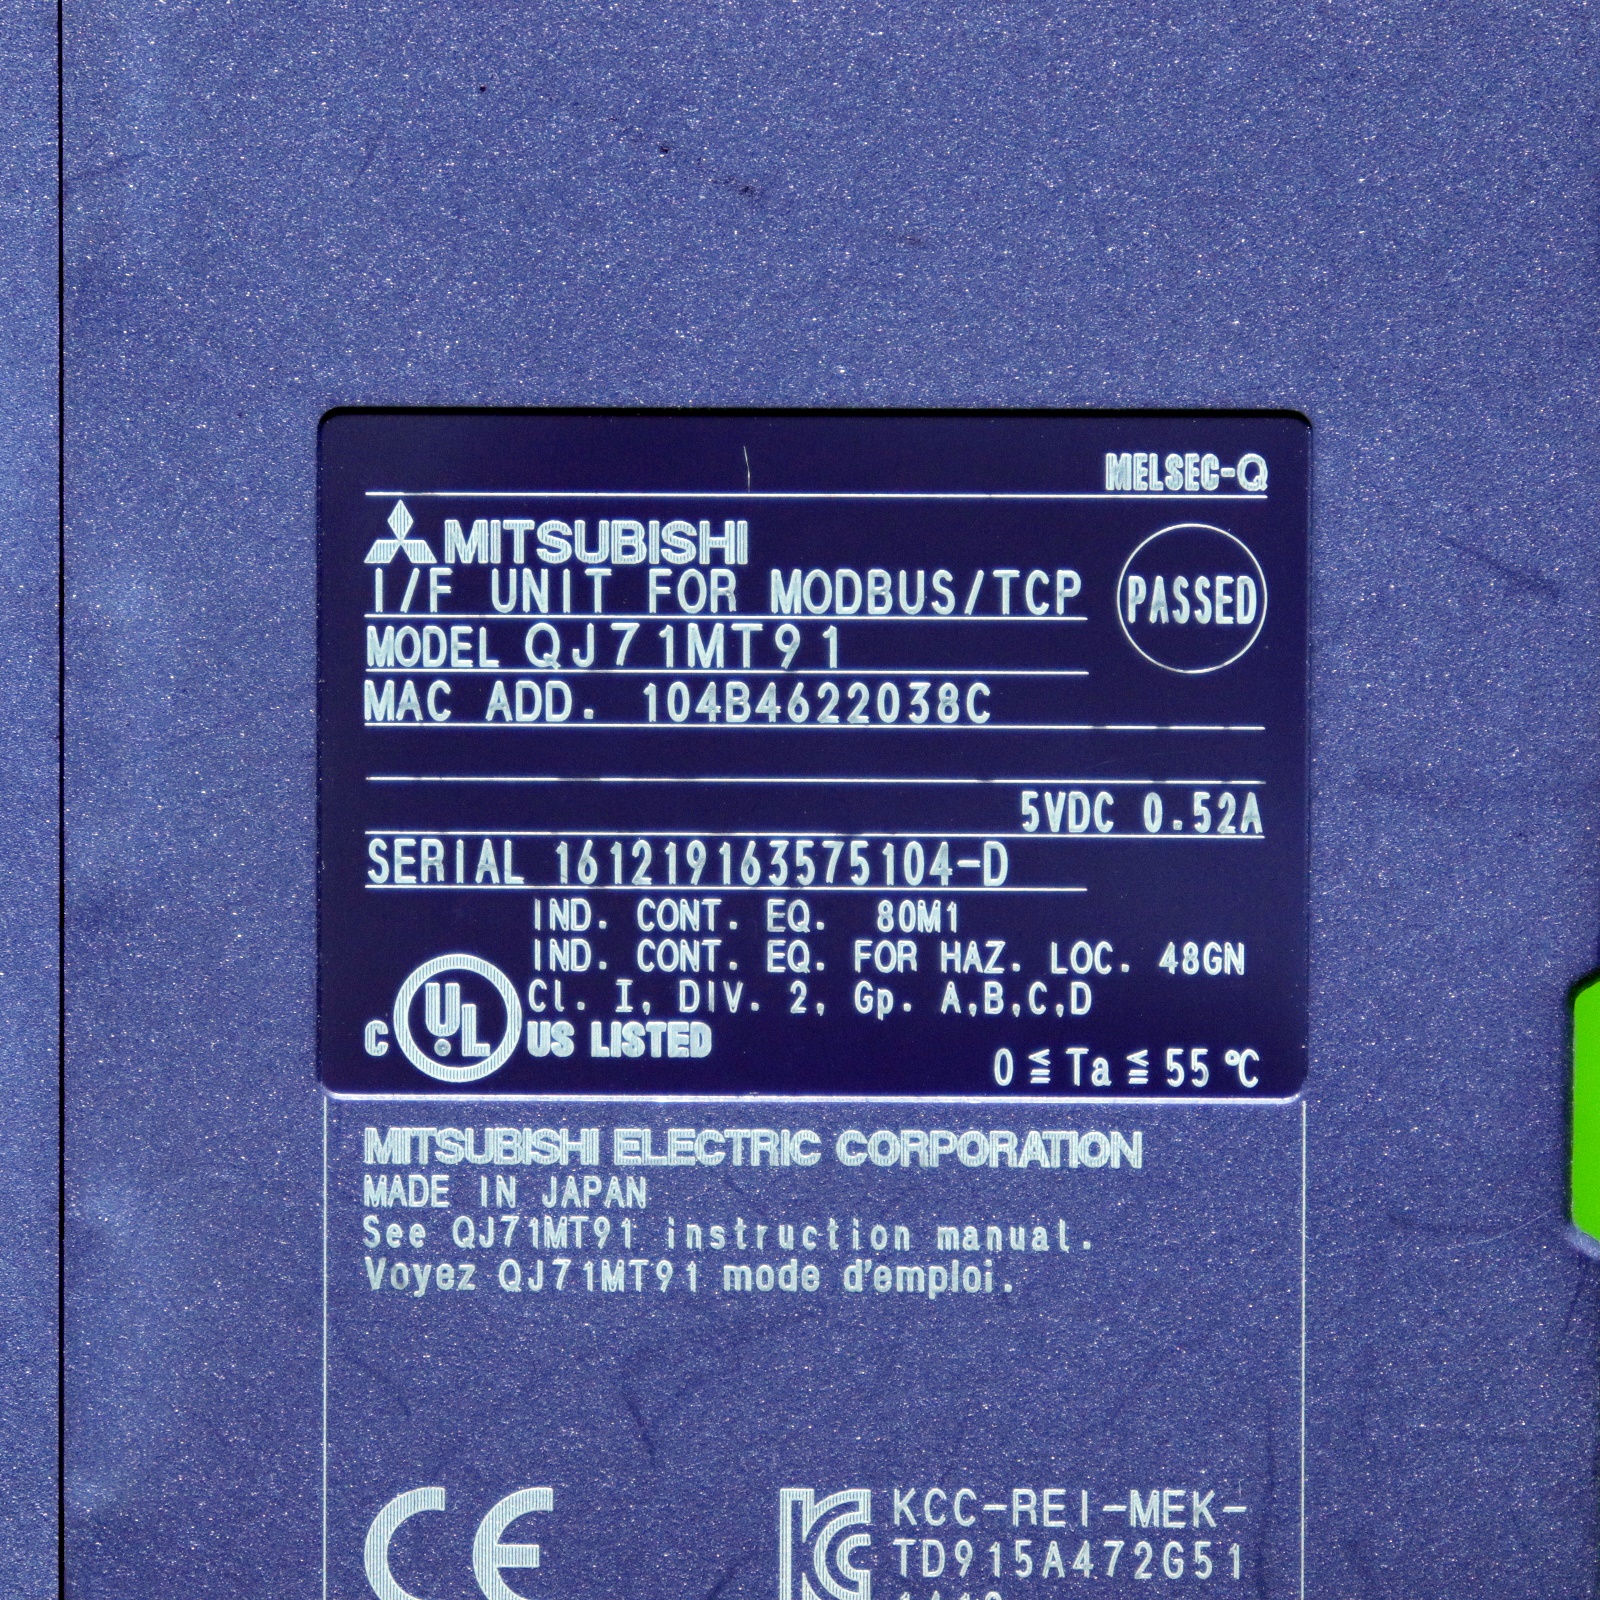 MELSEC-Q
MITSUBISHI
I/F UNIT FOR MODBUS/TCP
PASSED
MODEL QJ71MT91
MAC ADD. 104B4622038C
5VDC 0.52A
SERIAL 161219163575104-D
IND. CONT. EQ. 80M1
IND. CONT. EQ. FOR HAZ. LOC. 48GN
Cl. I, DIV. 2, Gp. A,B,C,D
C UL US LISTED
0 ≦ Ta ≦ 55 ℃
MITSUBISHI ELECTRIC CORPORATION
MADE IN JAPAN
See QJ71MT91 instruction manual.
Voyez QJ71MT91 mode d'emploi.
CE
KC KCC-REI-MEK-
TD915A472G51